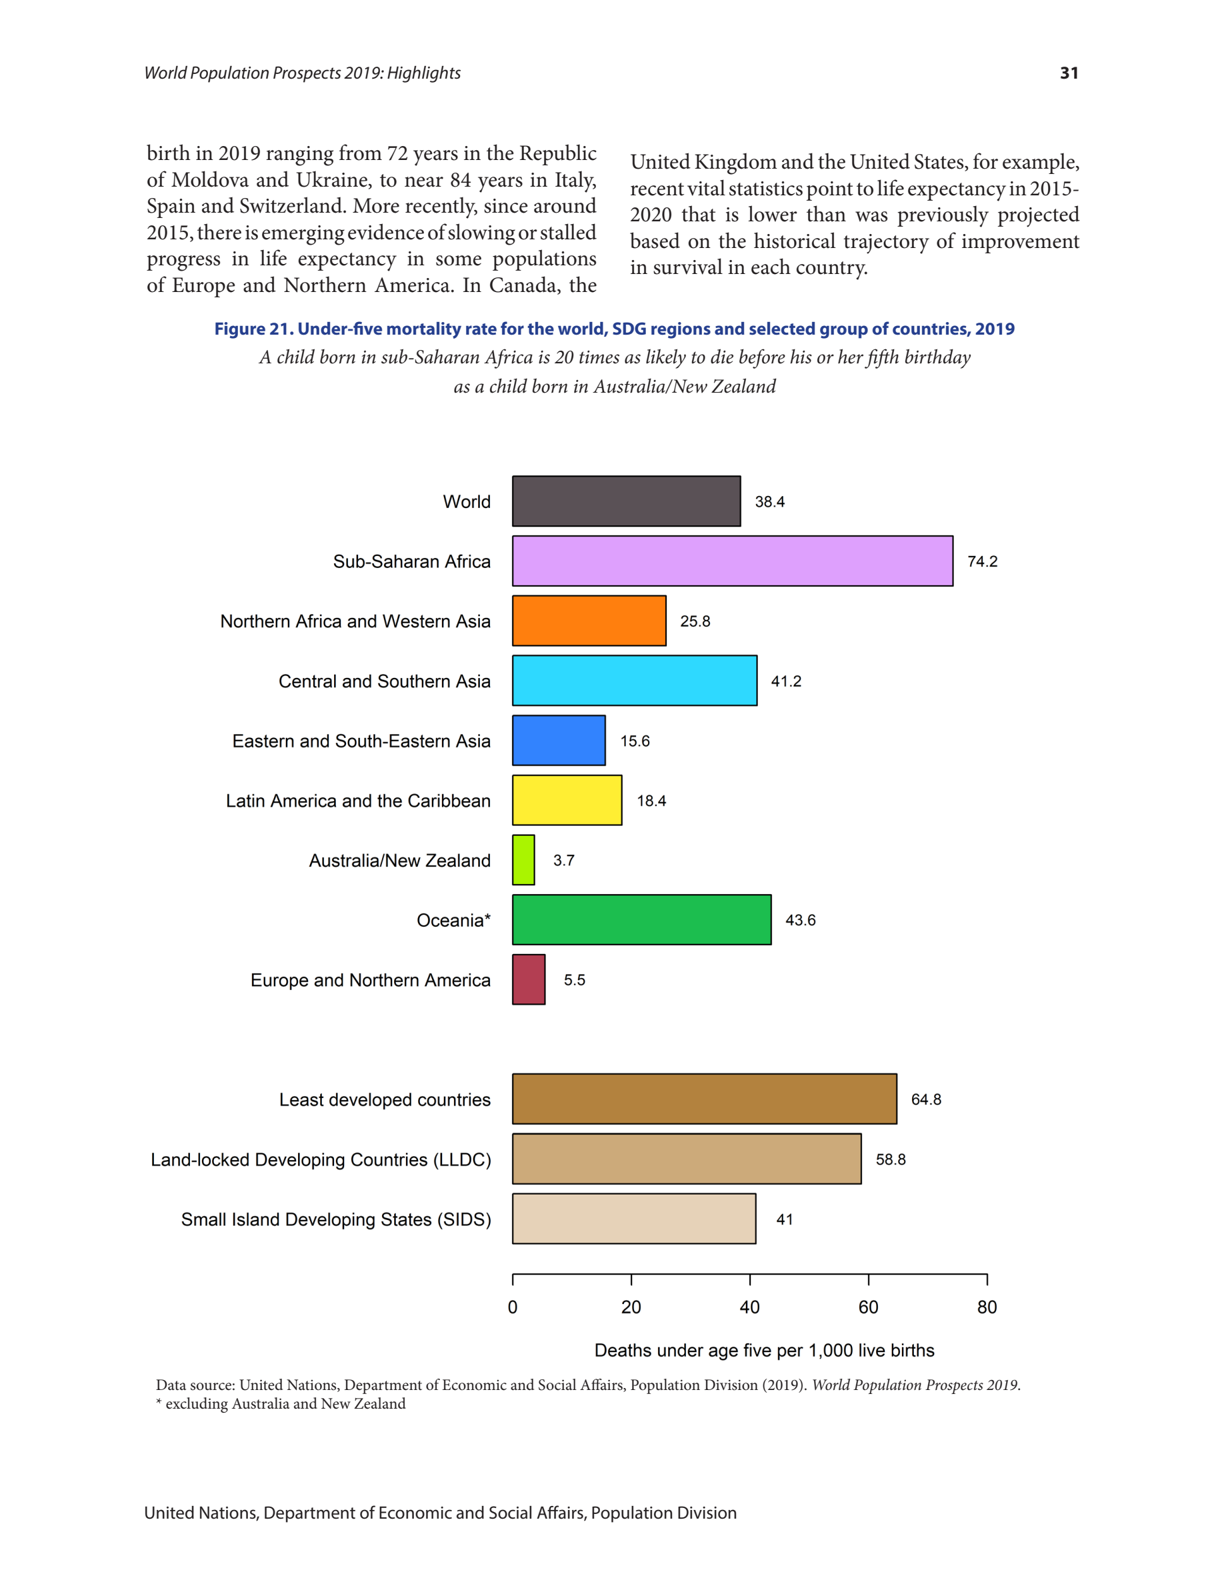 World Population Prospects 2019: Highlights
31
birth in 2019 ranging from 72 years in the Republic
of Moldova and Ukraine, to near 84 years in Italy,
Spain and Switzerland. More recently, since around
2015, there is emerging evidence of slowing or stalled
progress in life expectancy in some populations
of Europe and Northern America. In Canada, the
United Kingdom and the United States, for example,
recent vital statistics point to life expectancy in 2015-
2020 that is lower than was previously projected
based on the historical trajectory of improvement
in survival in each country.
Figure 21. Under-five mortality rate for the world, SDG regions and selected group of countries, 2019
A child born in sub-Saharan Africa is 20 times as likely to die before his or her fifth birthday
as a child born in Australia/New Zealand
World 38.4
Sub-Saharan Africa 74.2
Northern Africa and Western Asia 25.8
Central and Southern Asia 41.2
Eastern and South-Eastern Asia 15.6
Latin America and the Caribbean 18.4
Australia/New Zealand 3.7
Oceania* 43.6
Europe and Northern America 5.5
Least developed countries 64.8
Land-locked Developing Countries (LLDC) 58.8
Small Island Developing States (SIDS) 41
0 20 40 60 80
Deaths under age five per 1,000 live births
Data source: United Nations, Department of Economic and Social Affairs, Population Division (2019). World Population Prospects 2019.
* excluding Australia and New Zealand
United Nations, Department of Economic and Social Affairs, Population Division